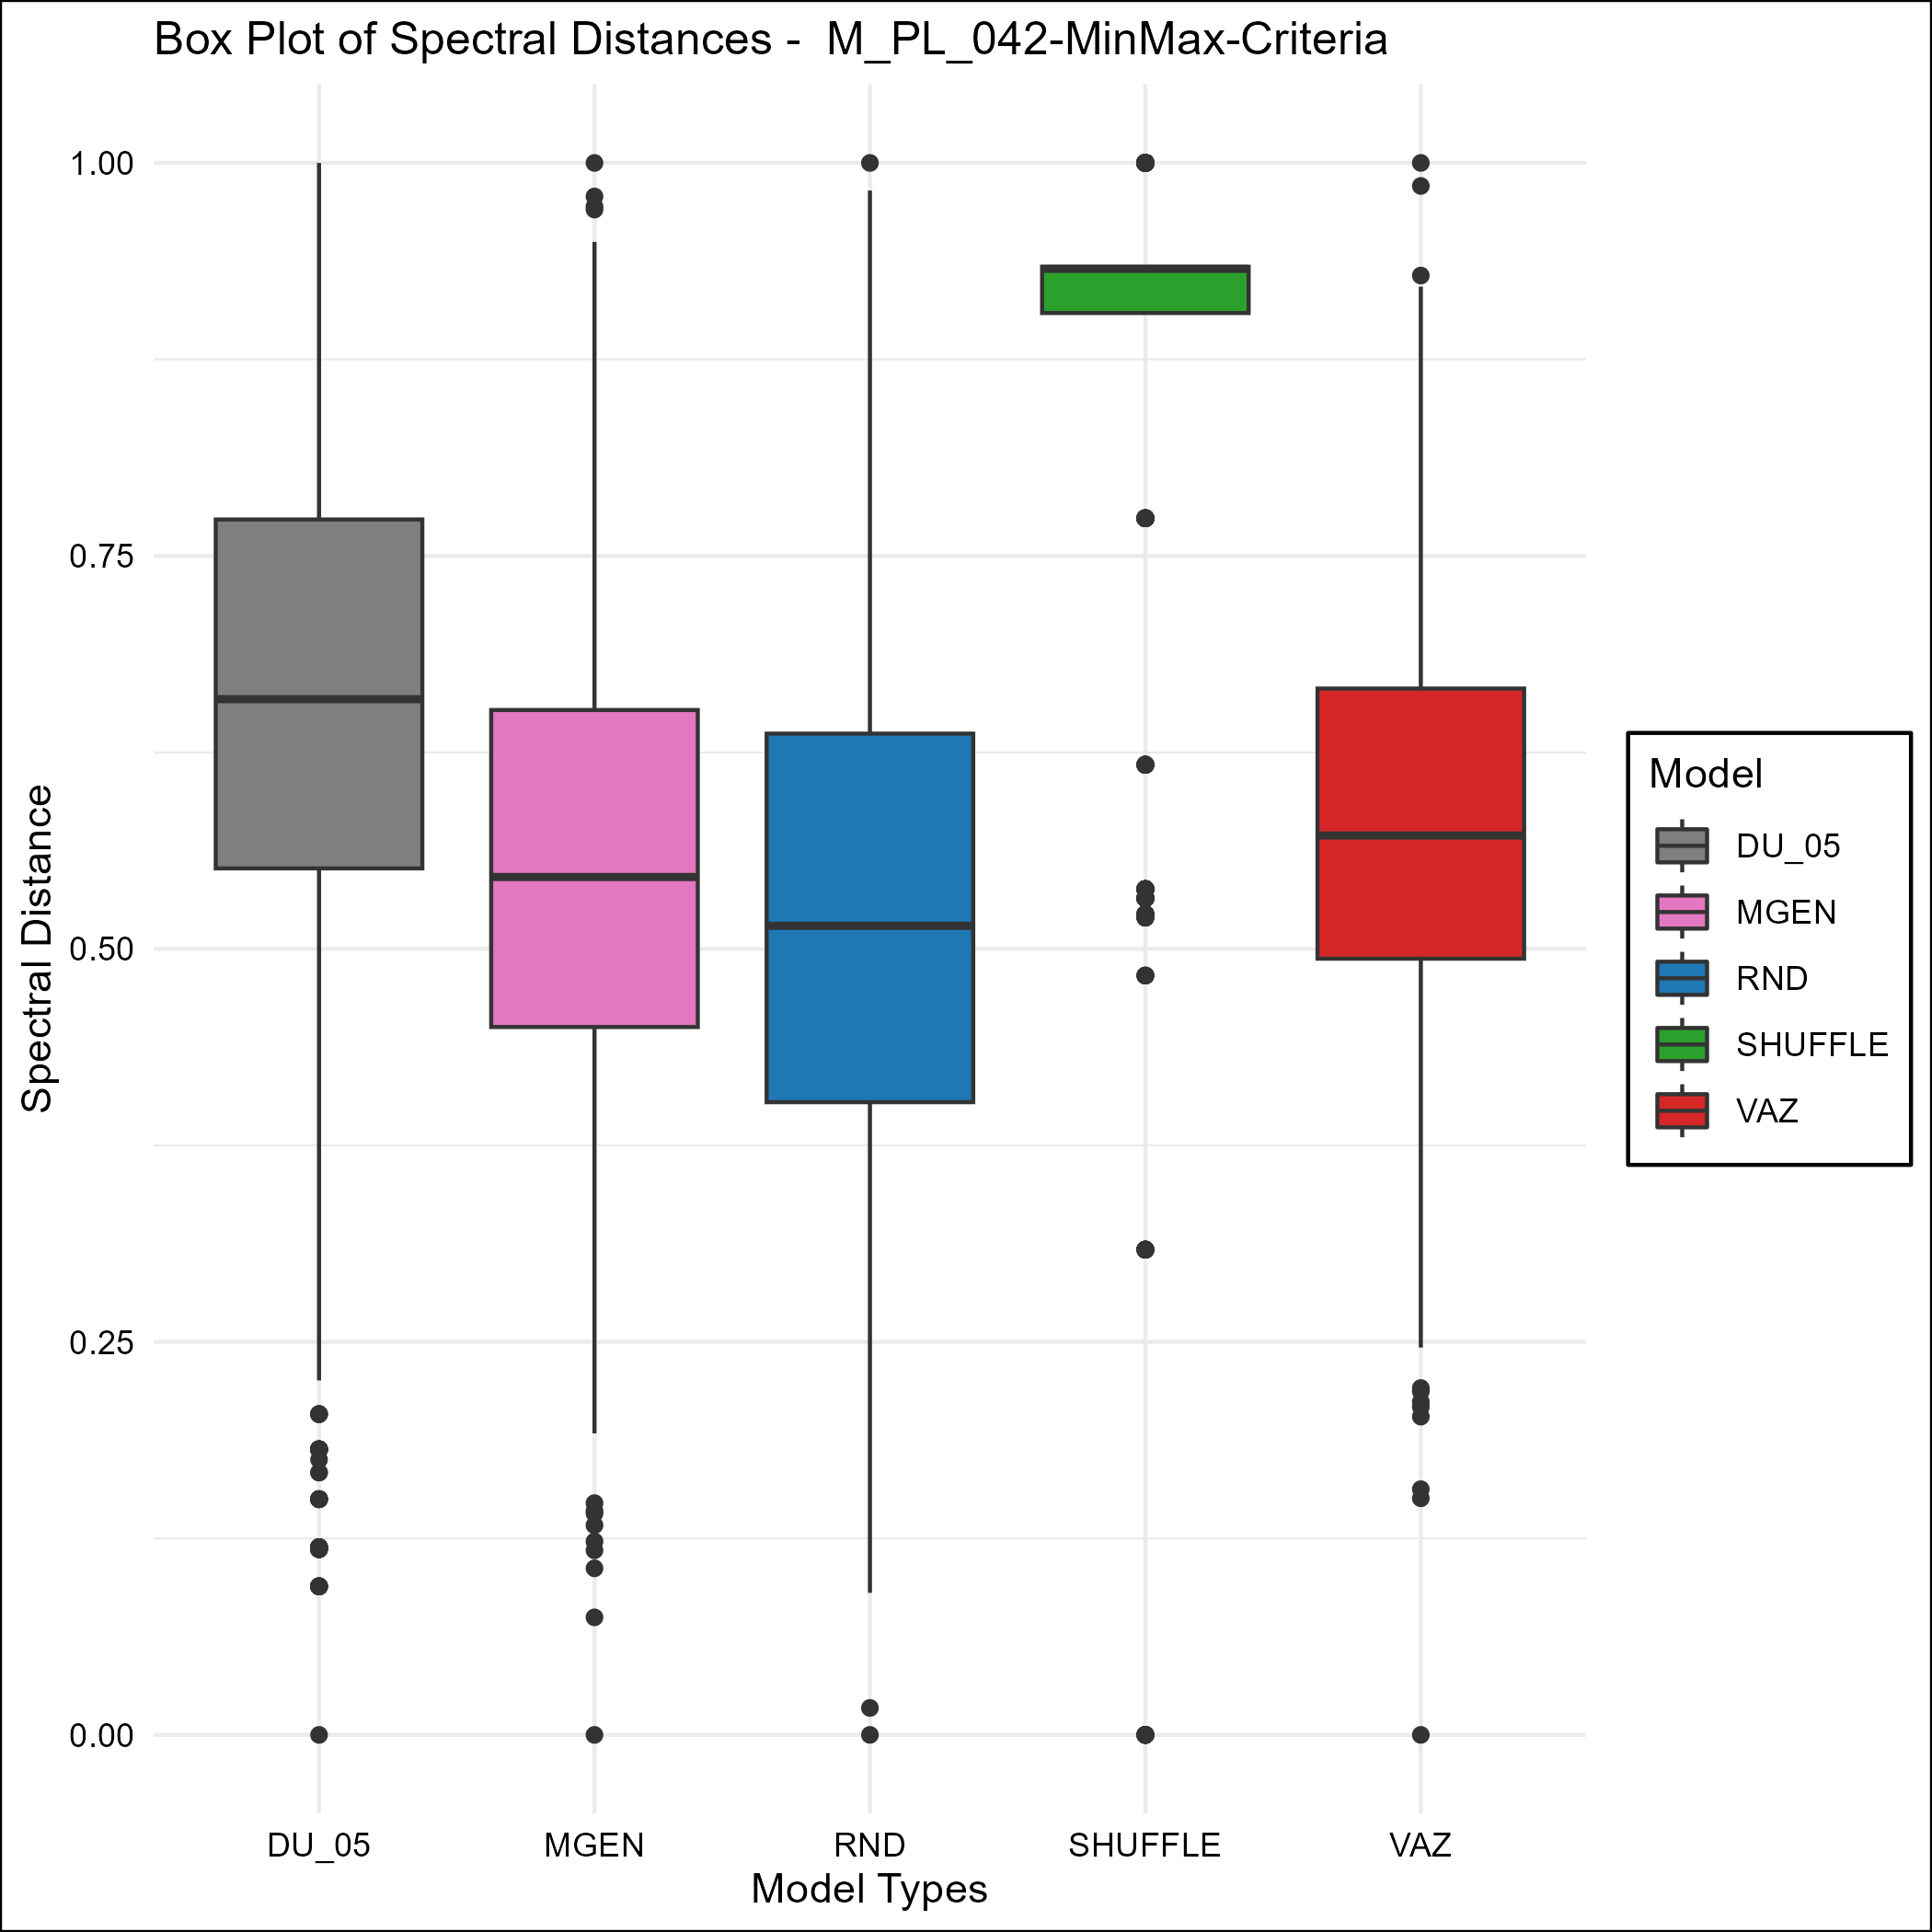 Box Plot of Spectral Distances -  M_PL_042-MinMax-Criteria
Spectral Distance
1.00
0.75
0.50
0.25
0.00
DU_05
MGEN
RND
SHUFFLE
VAZ
Model Types
Model
DU_05
MGEN
RND
SHUFFLE
VAZ